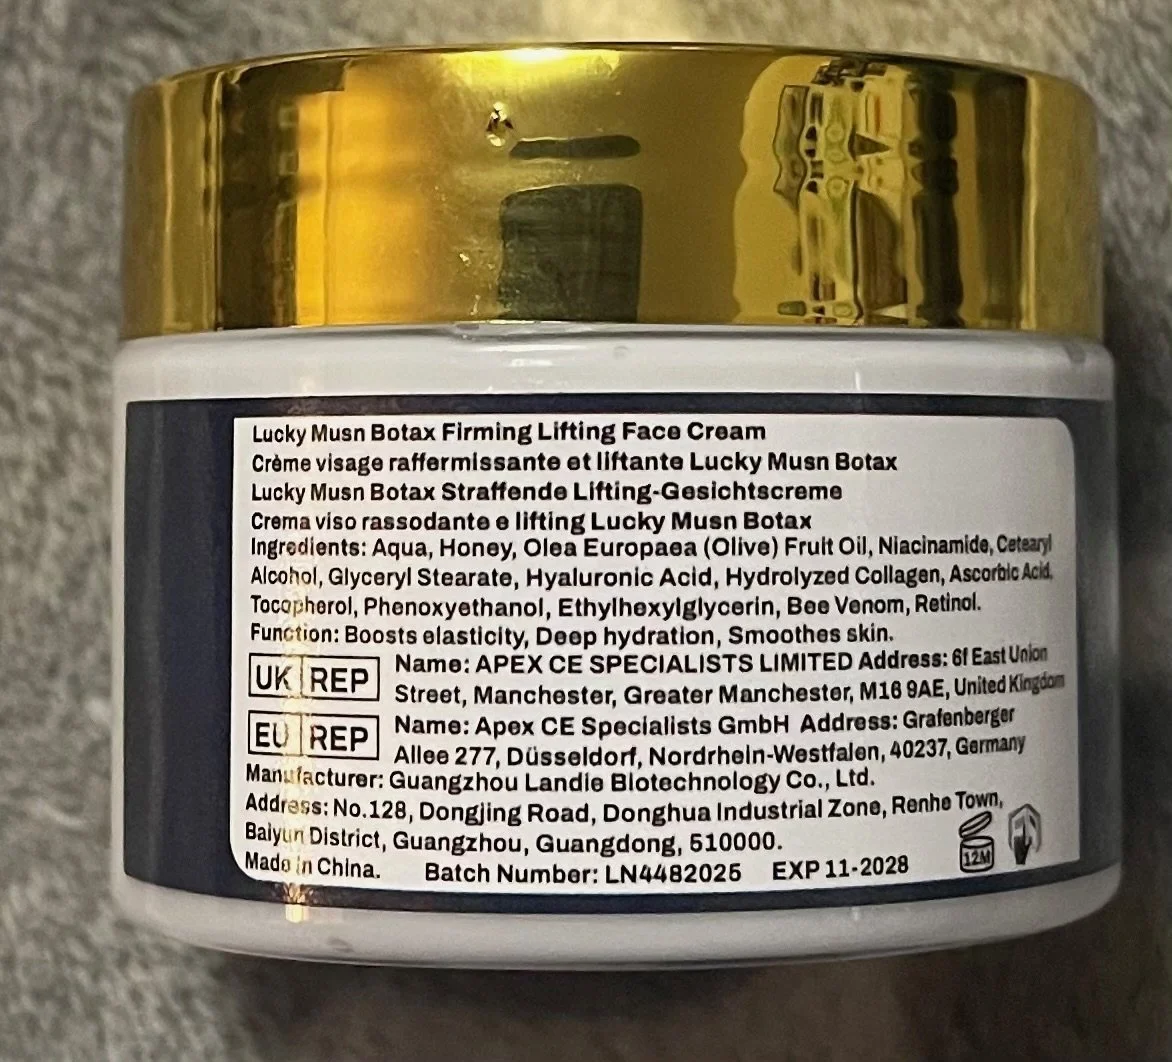 Lucky Musn Botax Firming Lifting Face Cream
Crème visage raffermissante et liftante Lucky Musn Botax
Lucky Musn Botax Straffende Lifting-Gesichtscreme
Crema viso rassodante e lifting Lucky Musn Botax
Ingredients: Aqua, Honey, Olea Europaea (Olive) Fruit Oil, Niacinamide, Cetearyl
Alcohol, Glyceryl Stearate, Hyaluronic Acid, Hydrolyzed Collagen, Ascorbic Acid,
Tocopherol, Phenoxyethanol, Ethylhexylglycerin, Bee Venom, Retinol.
Function: Boosts elasticity, Deep hydration, Smoothes skin.
UK REP Name: APEX CE SPECIALISTS LIMITED Address: 6f East Union
Street, Manchester, Greater Manchester, M16 9AE, United Kingdom
EU REP Name: Apex CE Specialists GmbH Address: Grafenberger
Allee 277, Düsseldorf, Nordrhein-Westfalen, 40237, Germany
Manufacturer: Guangzhou Landie Biotechnology Co., Ltd.
Address: No.128, Dongjing Road, Donghua Industrial Zone, Renhe Town,
Baiyun District, Guangzhou, Guangdong, 510000.
Made in China. Batch Number: LN4482025 EXP 11-2028
12M